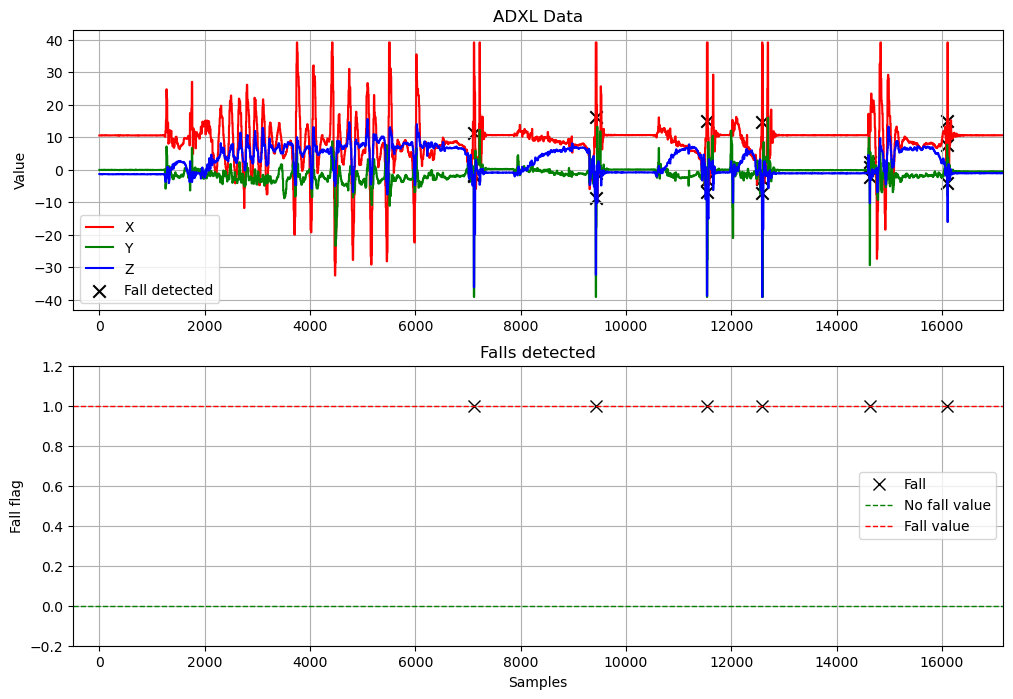 ADXL Data
Value
40
30
20
10
0
−10
−20
−30
−40
X
Y
Z
Fall detected
0 2000 4000 6000 8000 10000 12000 14000 16000
Falls detected
Fall flag
1.2
1.0
0.8
0.6
0.4
0.2
0.0
−0.2
Fall
No fall value
Fall value
0 2000 4000 6000 8000 10000 12000 14000 16000
Samples